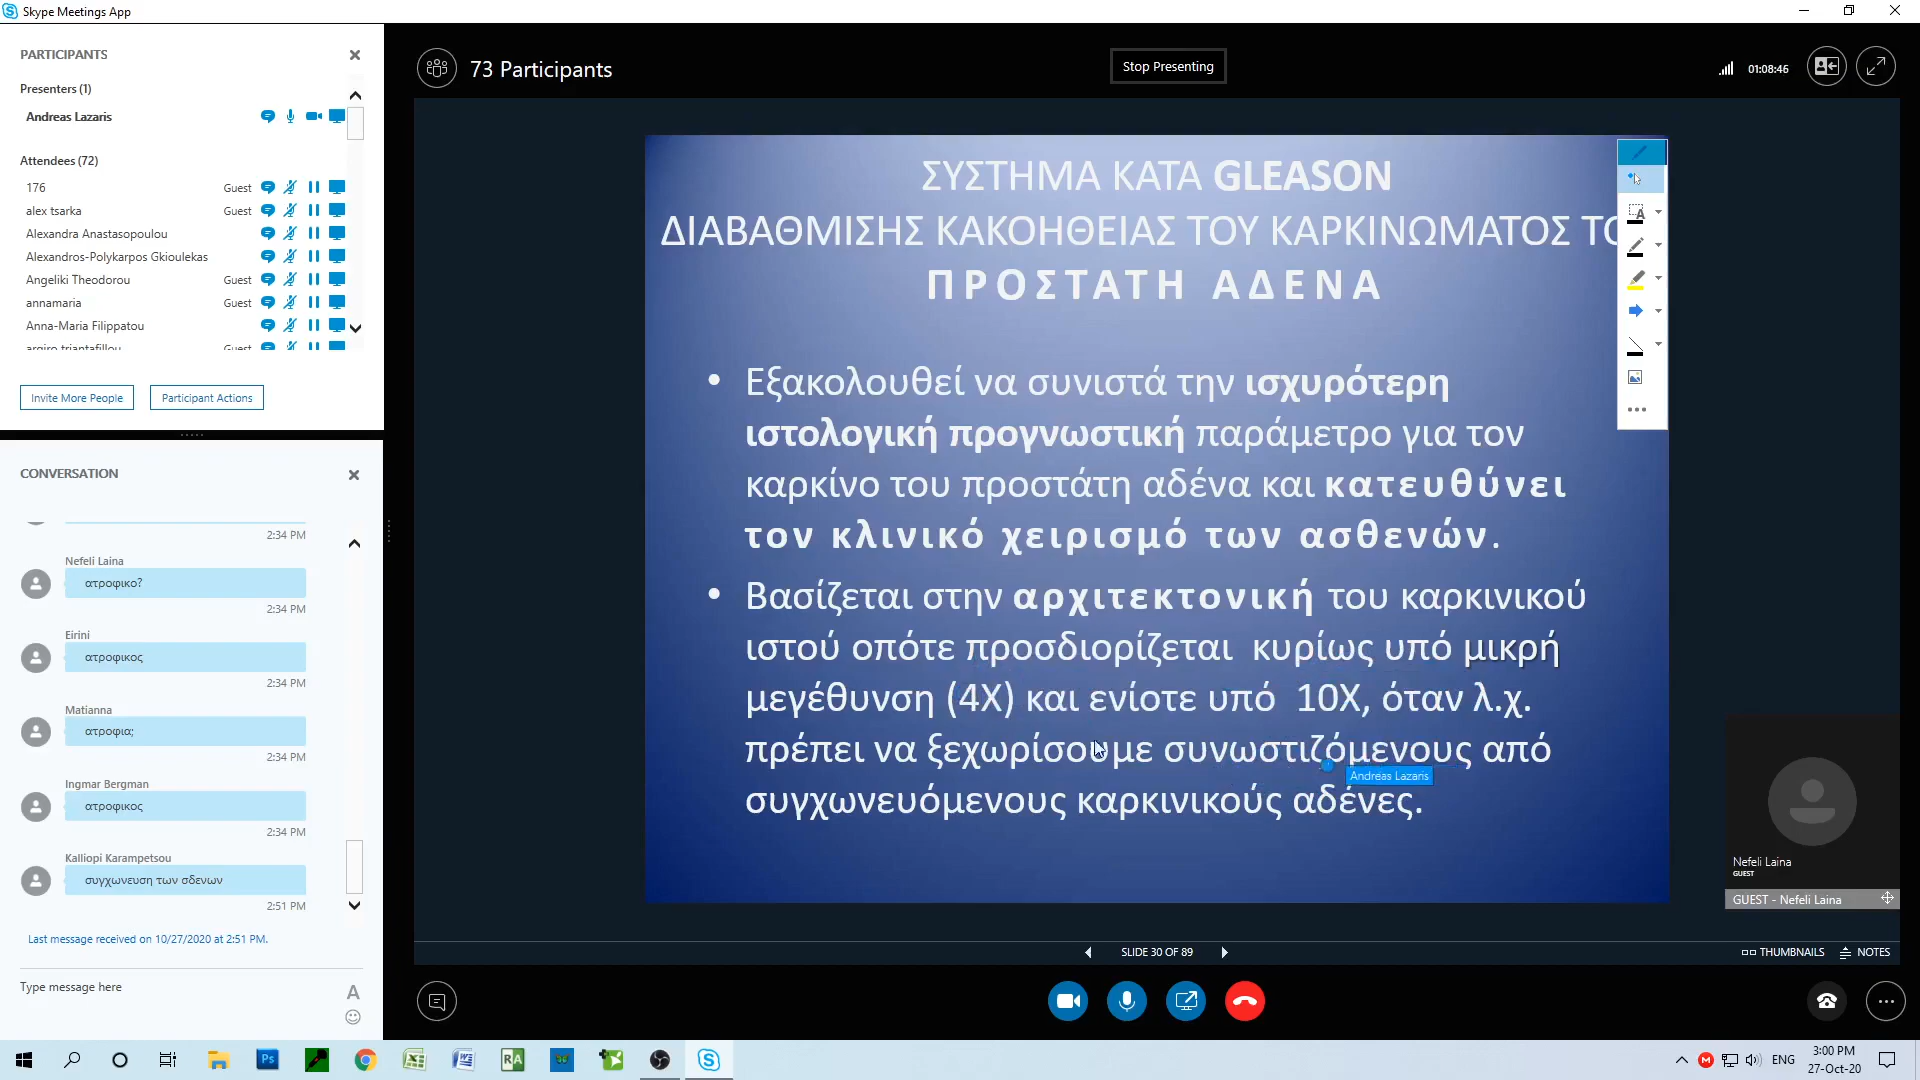 Skype Meetings App
PARTICIPANTS
Presenters (1)
Andreas Lazaris
Attendees (72)
176 Guest
alex tsarka Guest
Alexandra Anastasopoulou
Alexandros-Polykarpos Gkioulekas
Angeliki Theodorou Guest
annamaria Guest
Anna-Maria Filippatou
argiro triantafillou Guest
Invite More People
Participant Actions
CONVERSATION
2:34 PM
Nefeli Laina
ατροφικο?
2:34 PM
Eirini
ατροφικος
2:34 PM
Matianna
ατροφια;
2:34 PM
Ingmar Bergman
ατροφικος
2:34 PM
Kalliopi Karampetsou
συγχωνευση των σδενων
2:51 PM
Last message received on 10/27/2020 at 2:51 PM.
Type message here
73 Participants
Stop Presenting
01:08:46
ΣΥΣΤΗΜΑ ΚΑΤΑ GLEASON
ΔΙΑΒΑΘΜΙΣΗΣ ΚΑΚΟΗΘΕΙΑΣ ΤΟΥ ΚΑΡΚΙΝΩΜΑΤΟΣ ΤΟ
ΠΡΟΣΤΑΤΗ ΑΔΕΝΑ
• Εξακολουθεί να συνιστά την ισχυρότερη
ιστολογική προγνωστική παράμετρο για τον
καρκίνο του προστάτη αδένα και κατευθύνει
τον κλινικό χειρισμό των ασθενών.
• Βασίζεται στην αρχιτεκτονική του καρκινικού
ιστού οπότε προσδιορίζεται κυρίως υπό μικρή
μεγέθυνση (4Χ) και ενίοτε υπό 10Χ, όταν λ.χ.
πρέπει να ξεχωρίσουμε συνωστιζόμενους από
συγχωνευόμενους καρκινικούς αδένες.
Andreas Lazaris
Nefeli Laina
GUEST
GUEST - Nefeli Laina
SLIDE 30 OF 89
THUMBNAILS
NOTES
ENG
3:00 PM
27-Oct-20